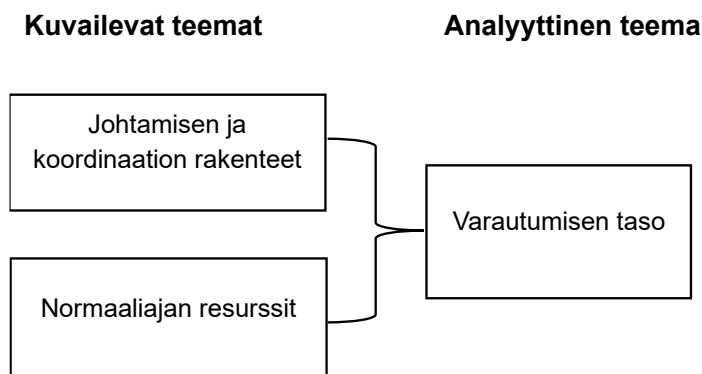 Kuvailevat teemat
Analyyttinen teema
Johtamisen ja
koordinaation rakenteet
Varautumisen taso
Normaaliajan resurssit